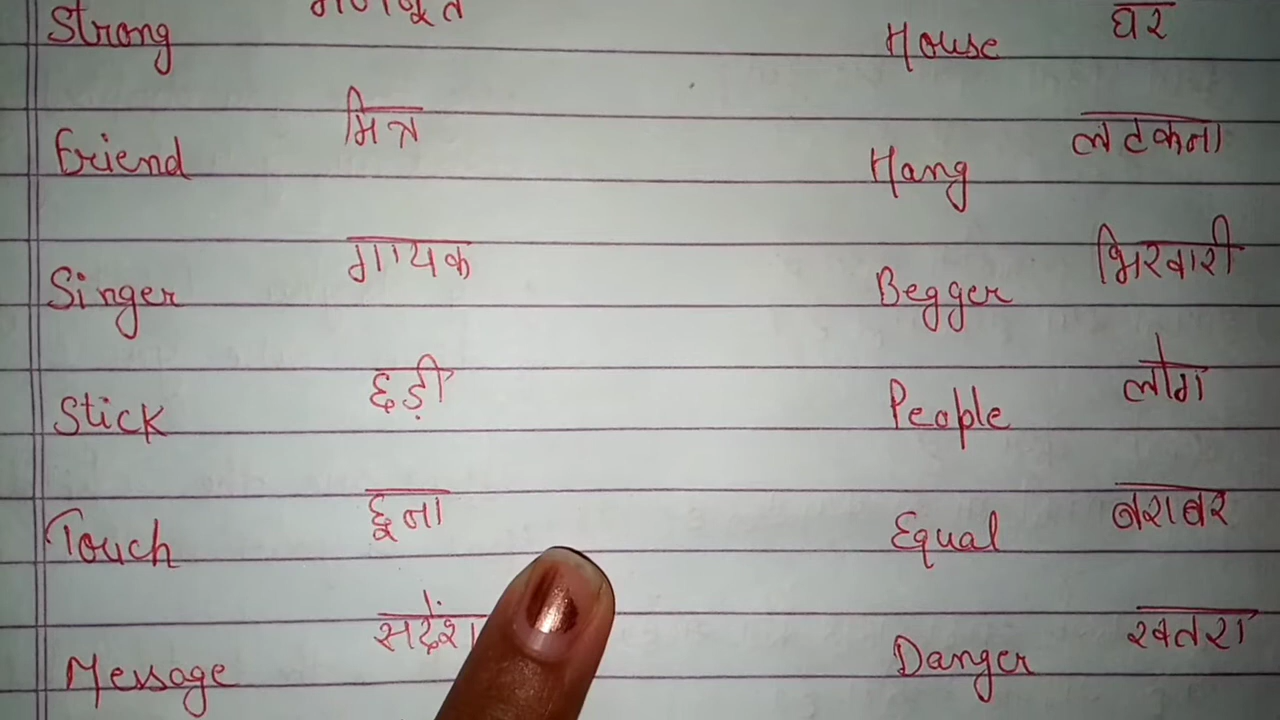 Strong मजबूत House घर
Friend मित्र Hang लटकना
Singer गायक Begger भिखारी
Stick छड़ी People लोग
Touch छूना Equal बराबर
Message संदेश Danger खतरा